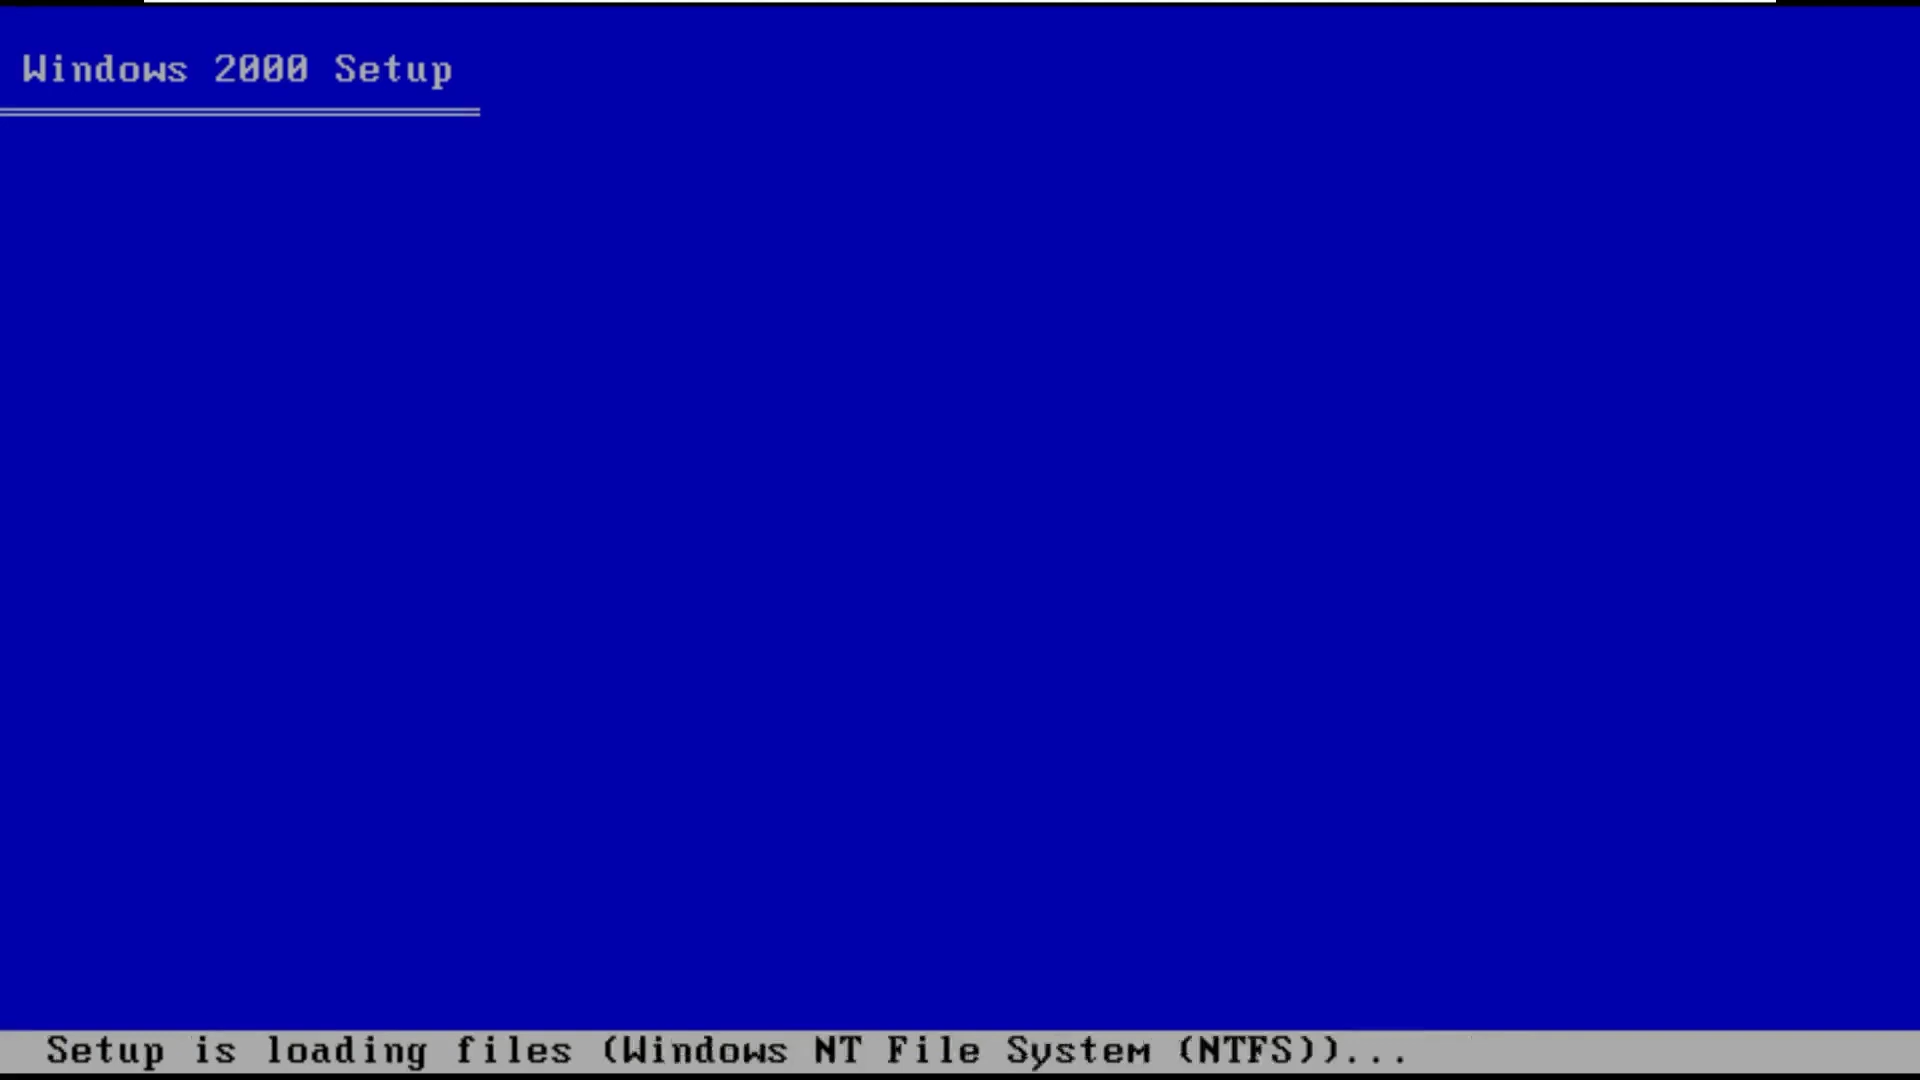 Windows 2000 Setup
Setup is loading files (Windows NT File System (NTFS))...